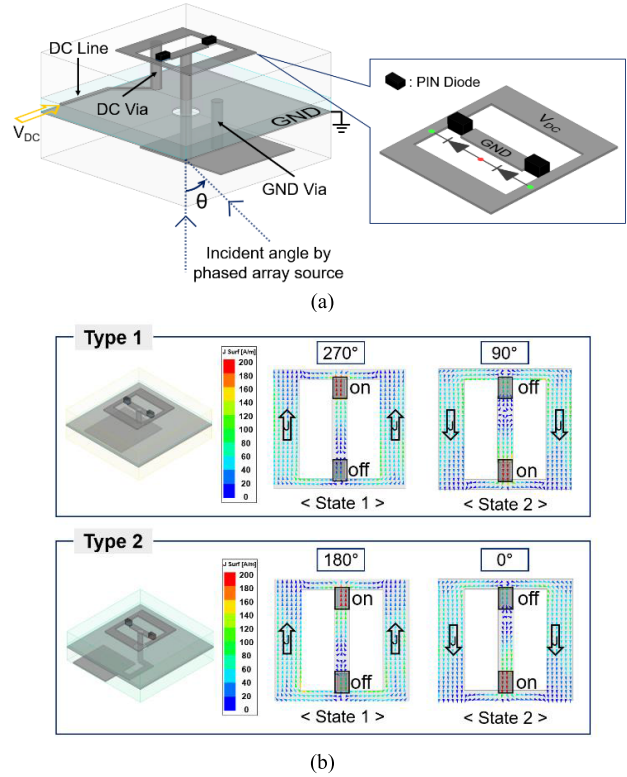 DC Line
DC Via
V_DC
GND
GND Via
θ
Incident angle by
phased array source
: PIN Diode
V_DC
GND
(a)
Type 1
J Surf [A/m]
200
180
160
140
120
100
80
60
40
20
0
270°
on
J
J
off
< State 1 >
90°
off
J
J
on
< State 2 >
Type 2
J Surf [A/m]
200
180
160
140
120
100
80
60
40
20
0
180°
on
J
J
off
< State 1 >
0°
off
J
J
on
< State 2 >
(b)